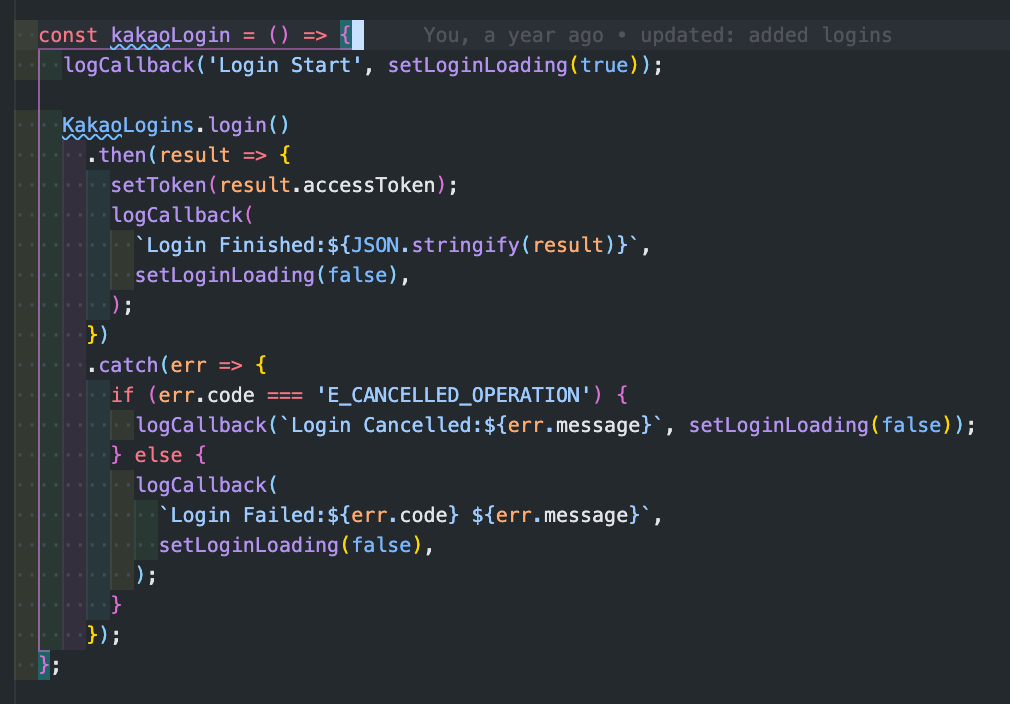 const kakaoLogin = () => { You, a year ago • updated: added logins
logCallback('Login Start', setLoginLoading(true));
KakaoLogins.login()
.then(result => {
setToken(result.accessToken);
logCallback(
`Login Finished:${JSON.stringify(result)}`,
setLoginLoading(false),
);
})
.catch(err => {
if (err.code === 'E_CANCELLED_OPERATION') {
logCallback(`Login Cancelled:${err.message}`, setLoginLoading(false));
} else {
logCallback(
`Login Failed:${err.code} ${err.message}`,
setLoginLoading(false),
);
}
});
};